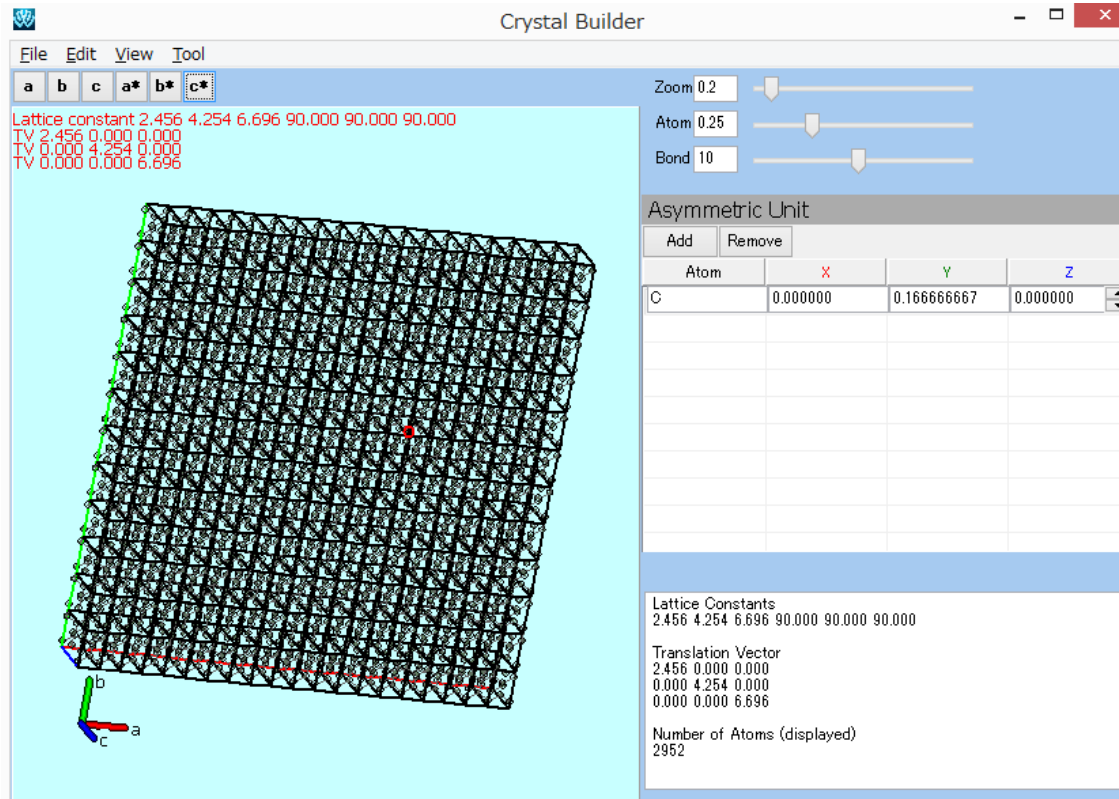 Crystal Builder
File Edit View Tool
a b c a* b* c*
Zoom 0.2
Atom 0.25
Bond 10
Lattice constant 2.456 4.254 6.696 90.000 90.000 90.000
TV 2.456 0.000 0.000
TV 0.000 4.254 0.000
TV 0.000 0.000 6.696
b
a
c
Asymmetric Unit
Add Remove
Atom X Y Z
C 0.000000 0.166666667 0.000000
Lattice Constants
2.456 4.254 6.696 90.000 90.000 90.000
Translation Vector
2.456 0.000 0.000
0.000 4.254 0.000
0.000 0.000 6.696
Number of Atoms (displayed)
2952